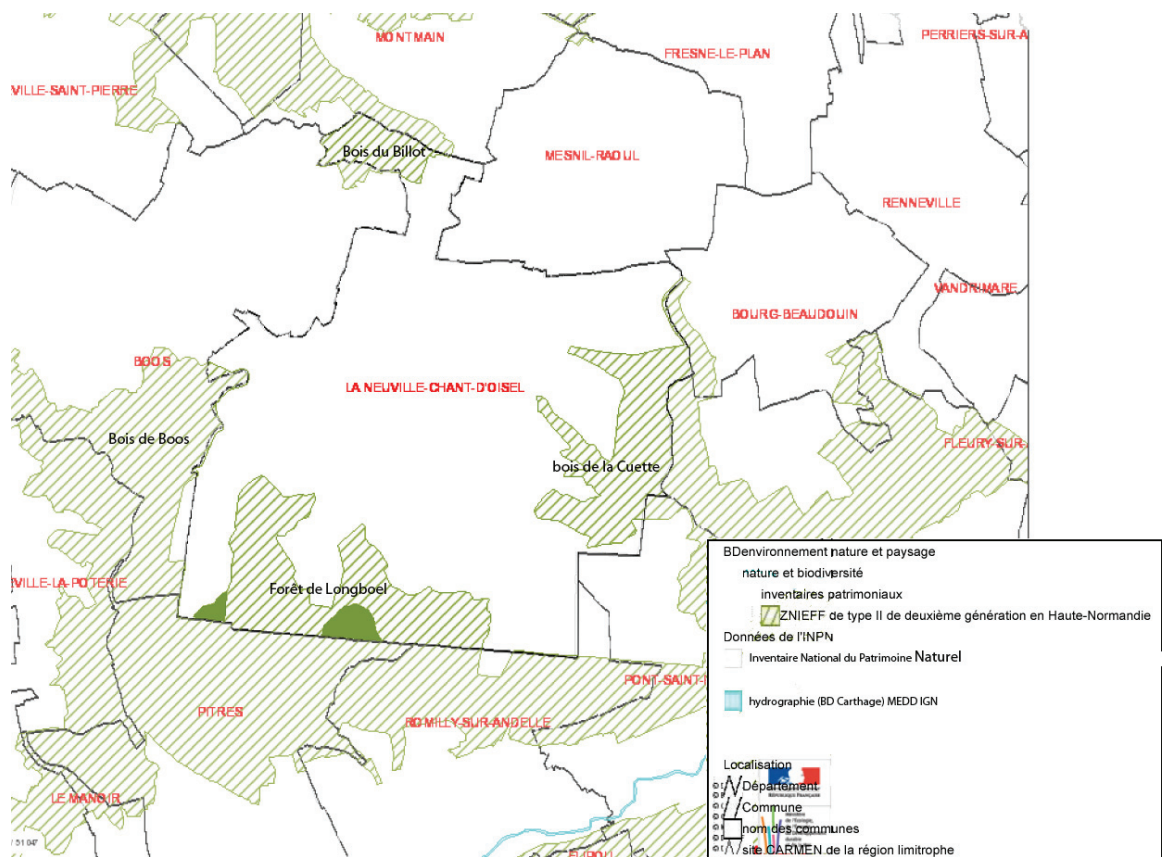 MONTMAIN
FRESNE-LE-PLAN
PERRIERS-SUR-A
VILLE-SAINT-PIERRE
Bois du Billot
MESNIL-RAOUL
RENNEVILLE
VANDRIMARE
BOURG-BEAUDOUIN
BOOS
LA NEUVILLE-CHANT-D'OISEL
Bois de Boos
FLEURY-SUR-
bois de la Cuette
VILLE-LA-POTERIE
Forêt de Longboel
PONT-SAINT-
PITRES
ROMILLY-SUR-ANDELLE
LE MANOIR
BDenvironnement nature et paysage
nature et biodiversité
inventaires patrimoniaux
ZNIEFF de type II de deuxième génération en Haute-Normandie
Données de l'INPN
Inventaire National du Patrimoine Naturel
hydrographie (BD Carthage) MEDD IGN
Localisation
Département
RÉPUBLIQUE FRANÇAISE
Commune
nom des communes
site CARMEN de la région limitrophe